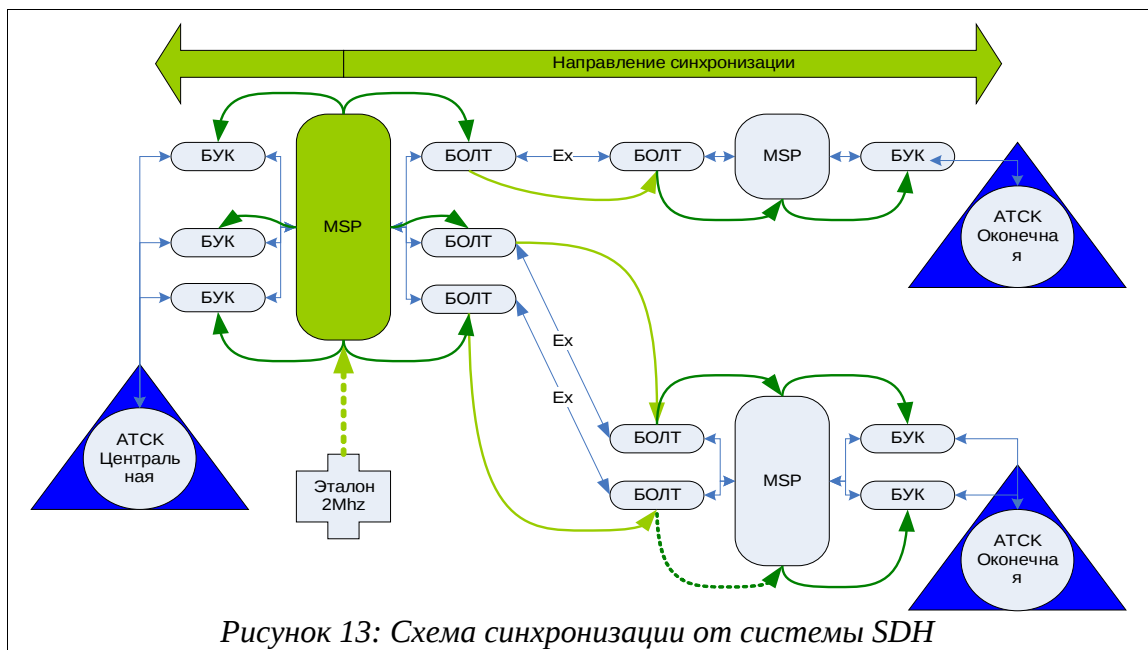 Направление синхронизации
БУК
БОЛТ
Ex
БОЛТ
MSP
БУК
MSP
АТСК
Оконечна
я
БУК
БОЛТ
БУК
БОЛТ
Ex
Ex
АТСК
Централь
ная
Эталон
2Mhz
БОЛТ
БУК
MSP
БОЛТ
БУК
АТСК
Оконечна
я
Рисунок 13: Схема синхронизации от системы SDH